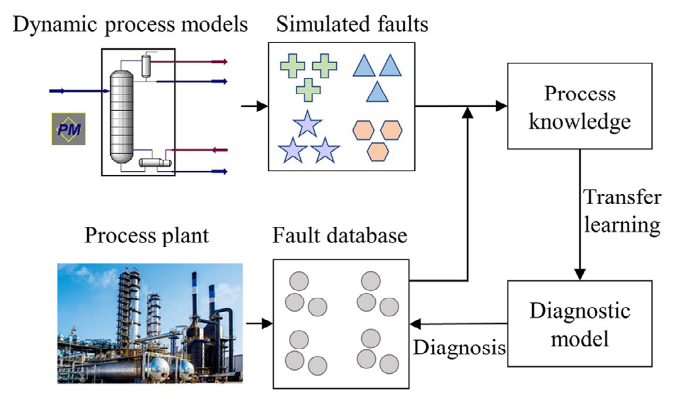 Dynamic process models
Simulated faults
PM
Process
knowledge
Transfer
learning
Process plant
Fault database
Diagnosis
Diagnostic
model